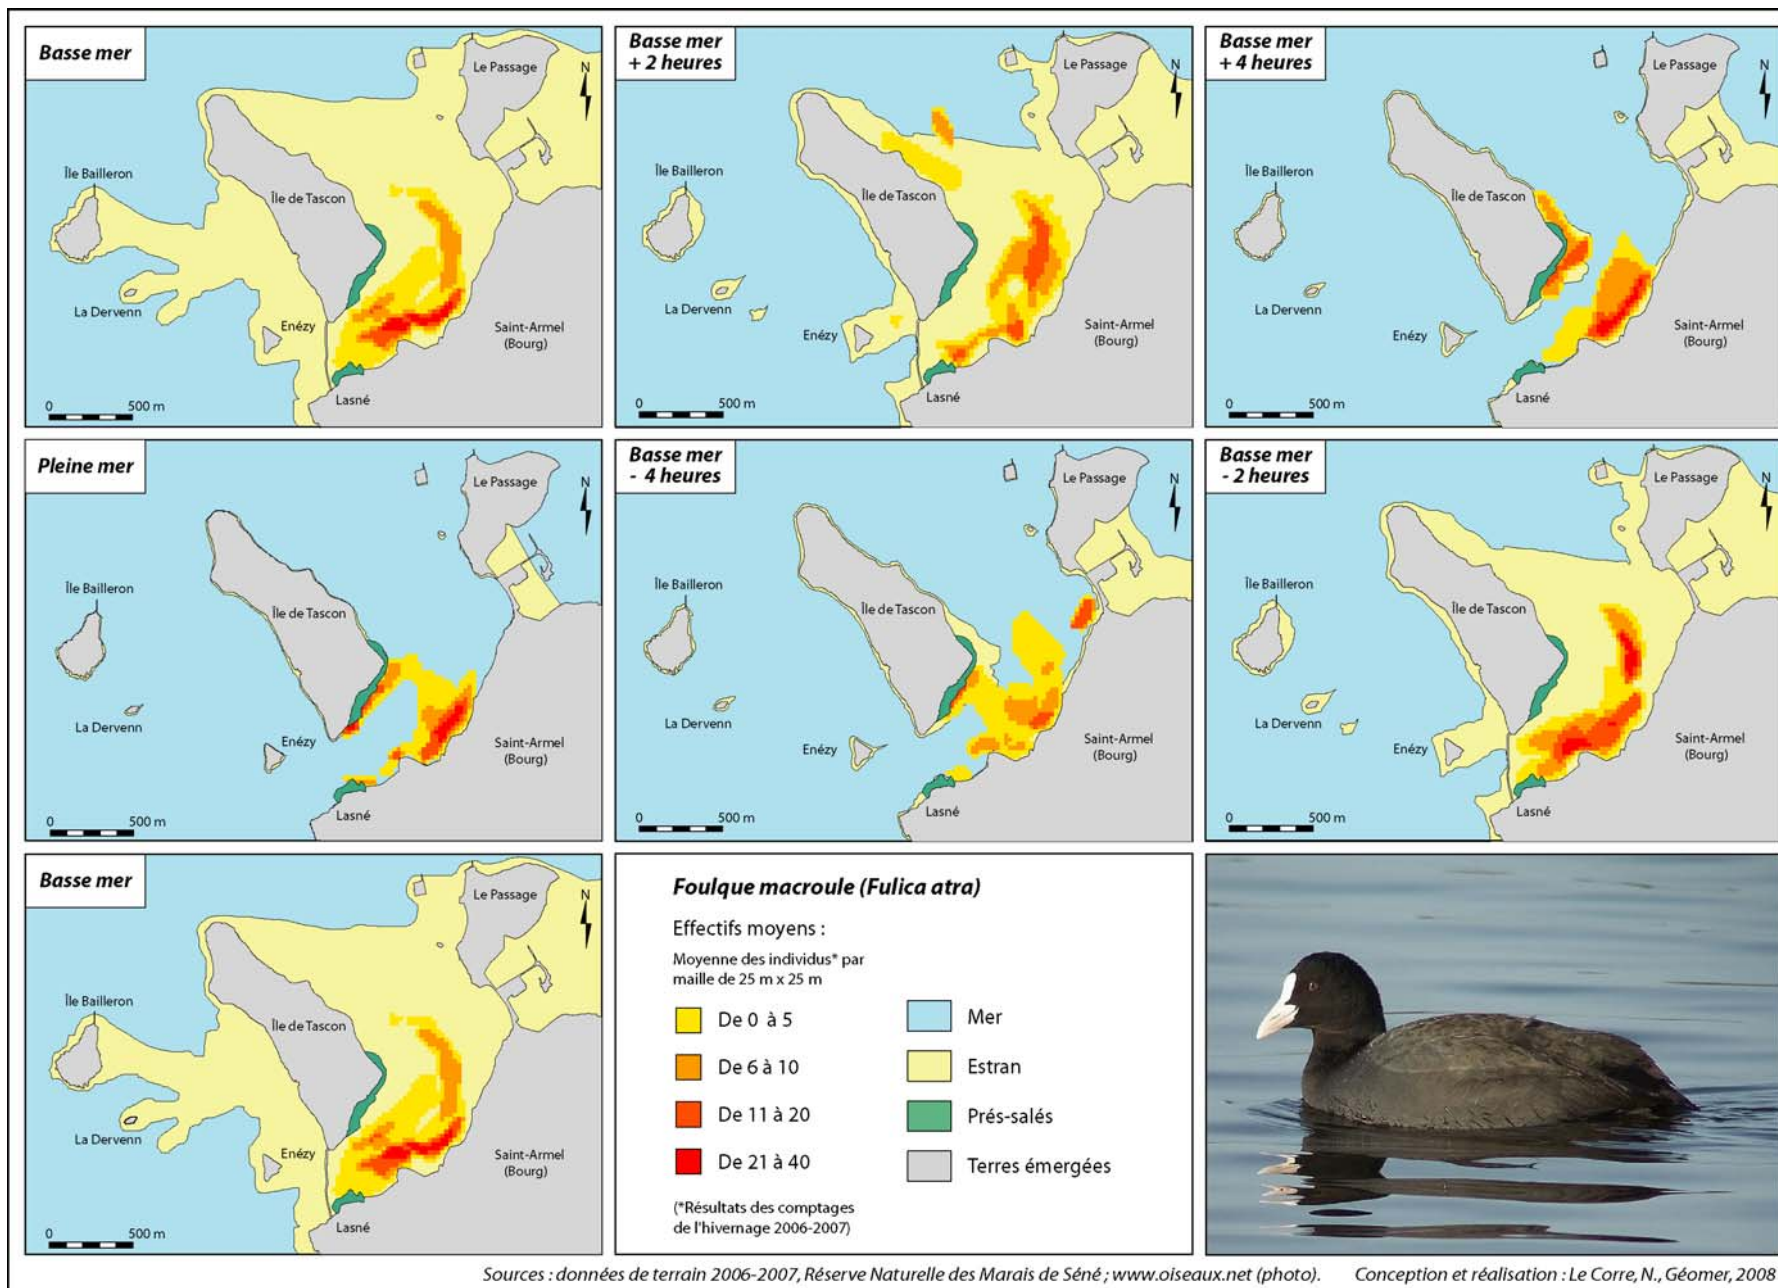 Basse mer
Le Passage
N
Île Bailleron
Île de Tascon
La Dervenn
Enézy
Saint-Armel
(Bourg)
Lasné
0 500 m
Basse mer
+ 2 heures
Le Passage
N
Île Bailleron
Île de Tascon
La Dervenn
Enézy
Saint-Armel
(Bourg)
Lasné
0 500 m
Basse mer
+ 4 heures
Le Passage
N
Île Bailleron
Île de Tascon
La Dervenn
Enézy
Saint-Armel
(Bourg)
Lasné
0 500 m
Pleine mer
Le Passage
N
Île Bailleron
Île de Tascon
La Dervenn
Enézy
Saint-Armel
(Bourg)
Lasné
0 500 m
Basse mer
- 4 heures
Le Passage
N
Île Bailleron
Île de Tascon
La Dervenn
Enézy
Saint-Armel
(Bourg)
Lasné
0 500 m
Basse mer
- 2 heures
Le Passage
N
Île Bailleron
Île de Tascon
La Dervenn
Enézy
Saint-Armel
(Bourg)
Lasné
0 500 m
Basse mer
Le Passage
N
Île Bailleron
Île de Tascon
La Dervenn
Enézy
Saint-Armel
(Bourg)
Lasné
0 500 m
Foulque macroule (Fulica atra)
Effectifs moyens :
Moyenne des individus* par
maille de 25 m x 25 m
De 0 à 5
De 6 à 10
De 11 à 20
De 21 à 40
(*Résultats des comptages
de l'hivernage 2006-2007)
Mer
Estran
Prés-salés
Terres émergées
Sources : données de terrain 2006-2007, Réserve Naturelle des Marais de Séné ; www.oiseaux.net (photo). Conception et réalisation : Le Corre, N., Géomer, 2008